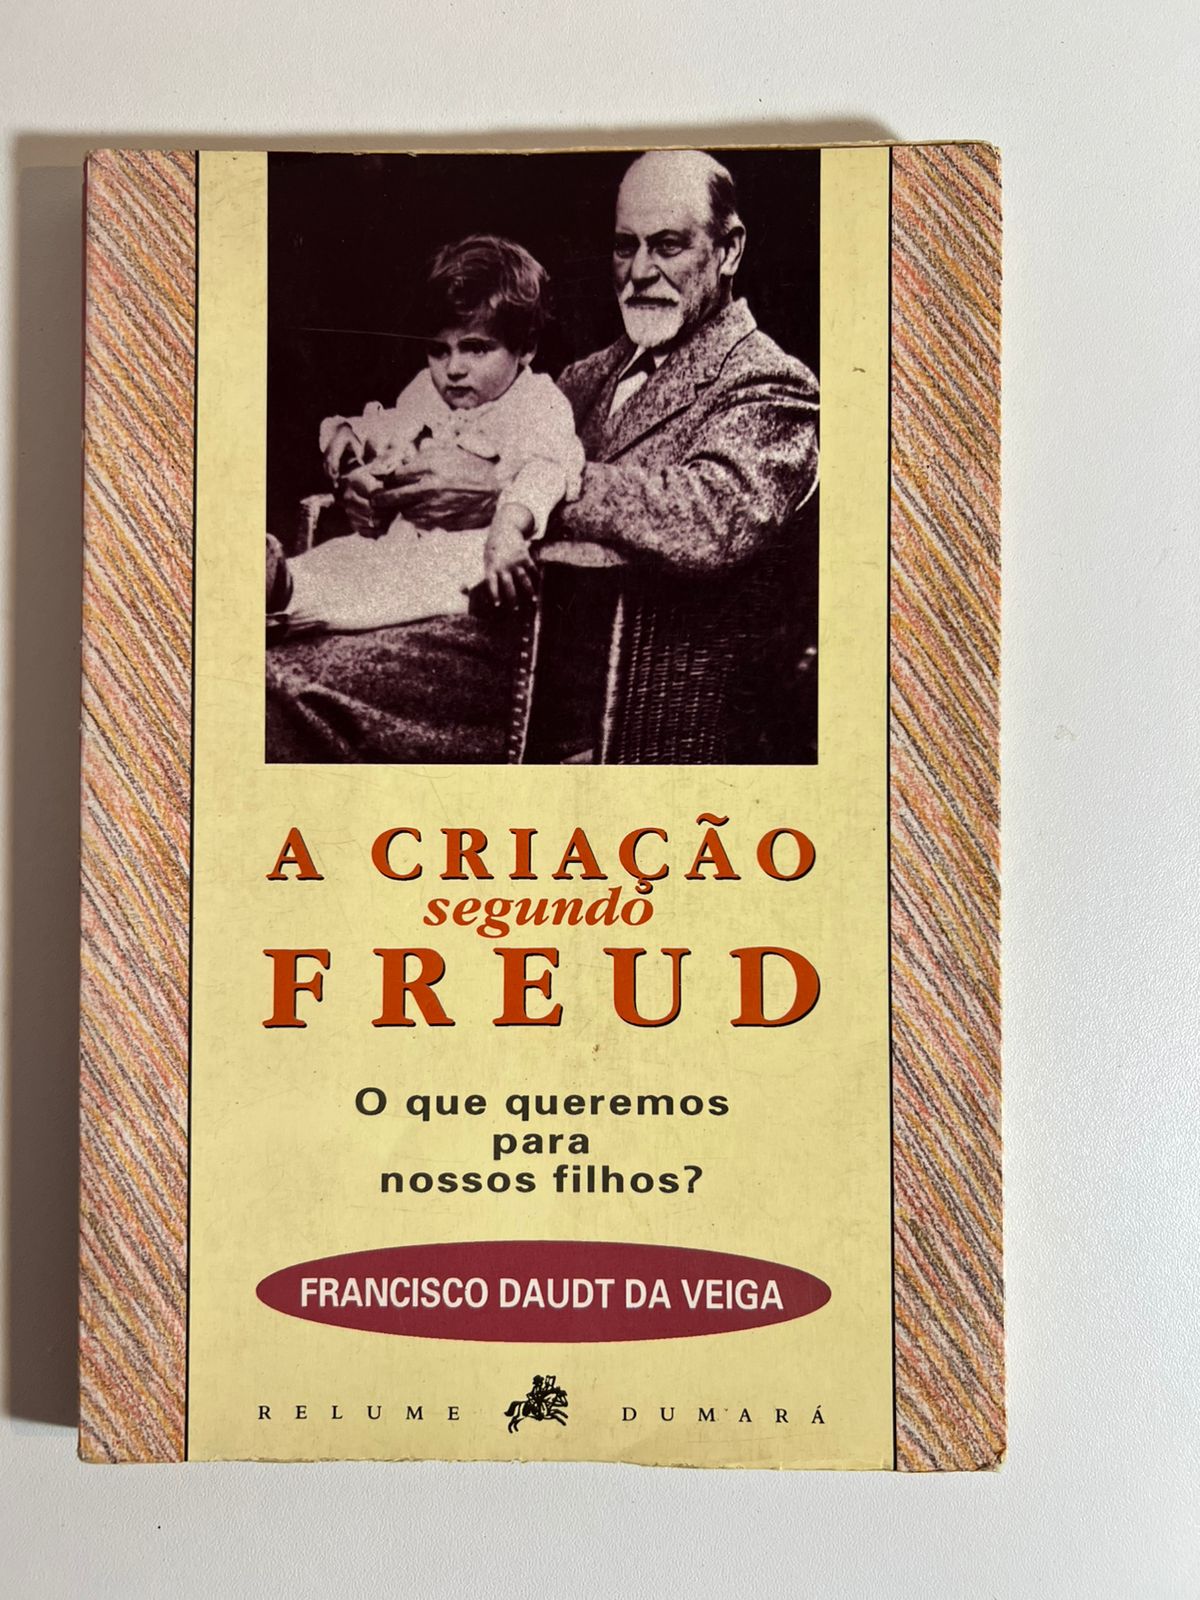 A CRIAÇÃO
segundo
FREUD
O que queremos
para
nossos filhos?
FRANCISCO DAUDT DA VEIGA
RELUME DUMARÁ